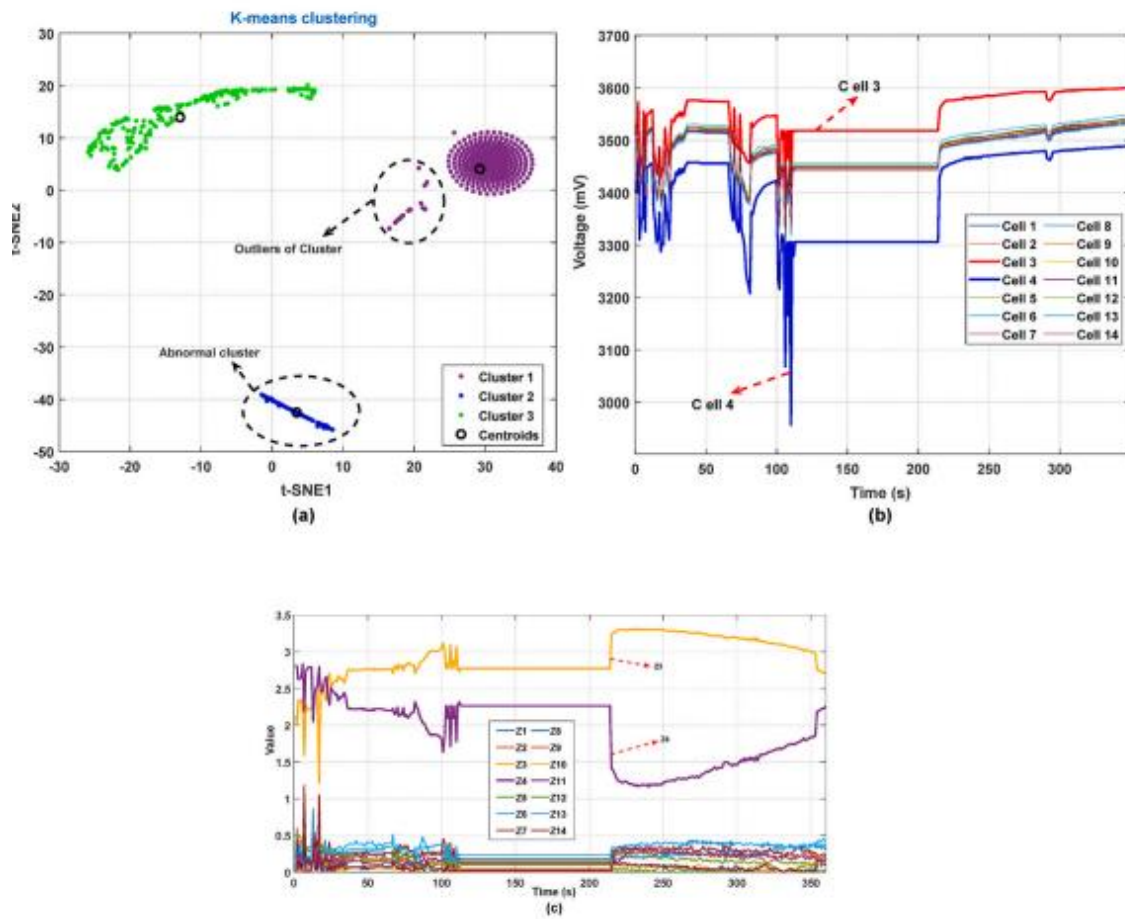 K-means clustering
30
20
10
0
-10
-20
-30
-40
-50
t-SNE2
Outliers of Cluster
Abnormal cluster
Cluster 1
Cluster 2
Cluster 3
Centroids
-30 -20 -10 0 10 20 30 40
t-SNE1
(a)
3700
3600
3500
3400
3300
3200
3100
3000
Voltage (mV)
C ell 3
C ell 4
Cell 1 Cell 8
Cell 2 Cell 9
Cell 3 Cell 10
Cell 4 Cell 11
Cell 5 Cell 12
Cell 6 Cell 13
Cell 7 Cell 14
0 50 100 150 200 250 300
Time (s)
(b)
3.5
3
2.5
2
1.5
1
0.5
0
Value
Z1
Z2 Z9
Z3 Z10
Z4 Z11
Z12
Z6 Z13
Z7 Z14
0 50 100 150 200 250 300 350
Time (s)
(c)